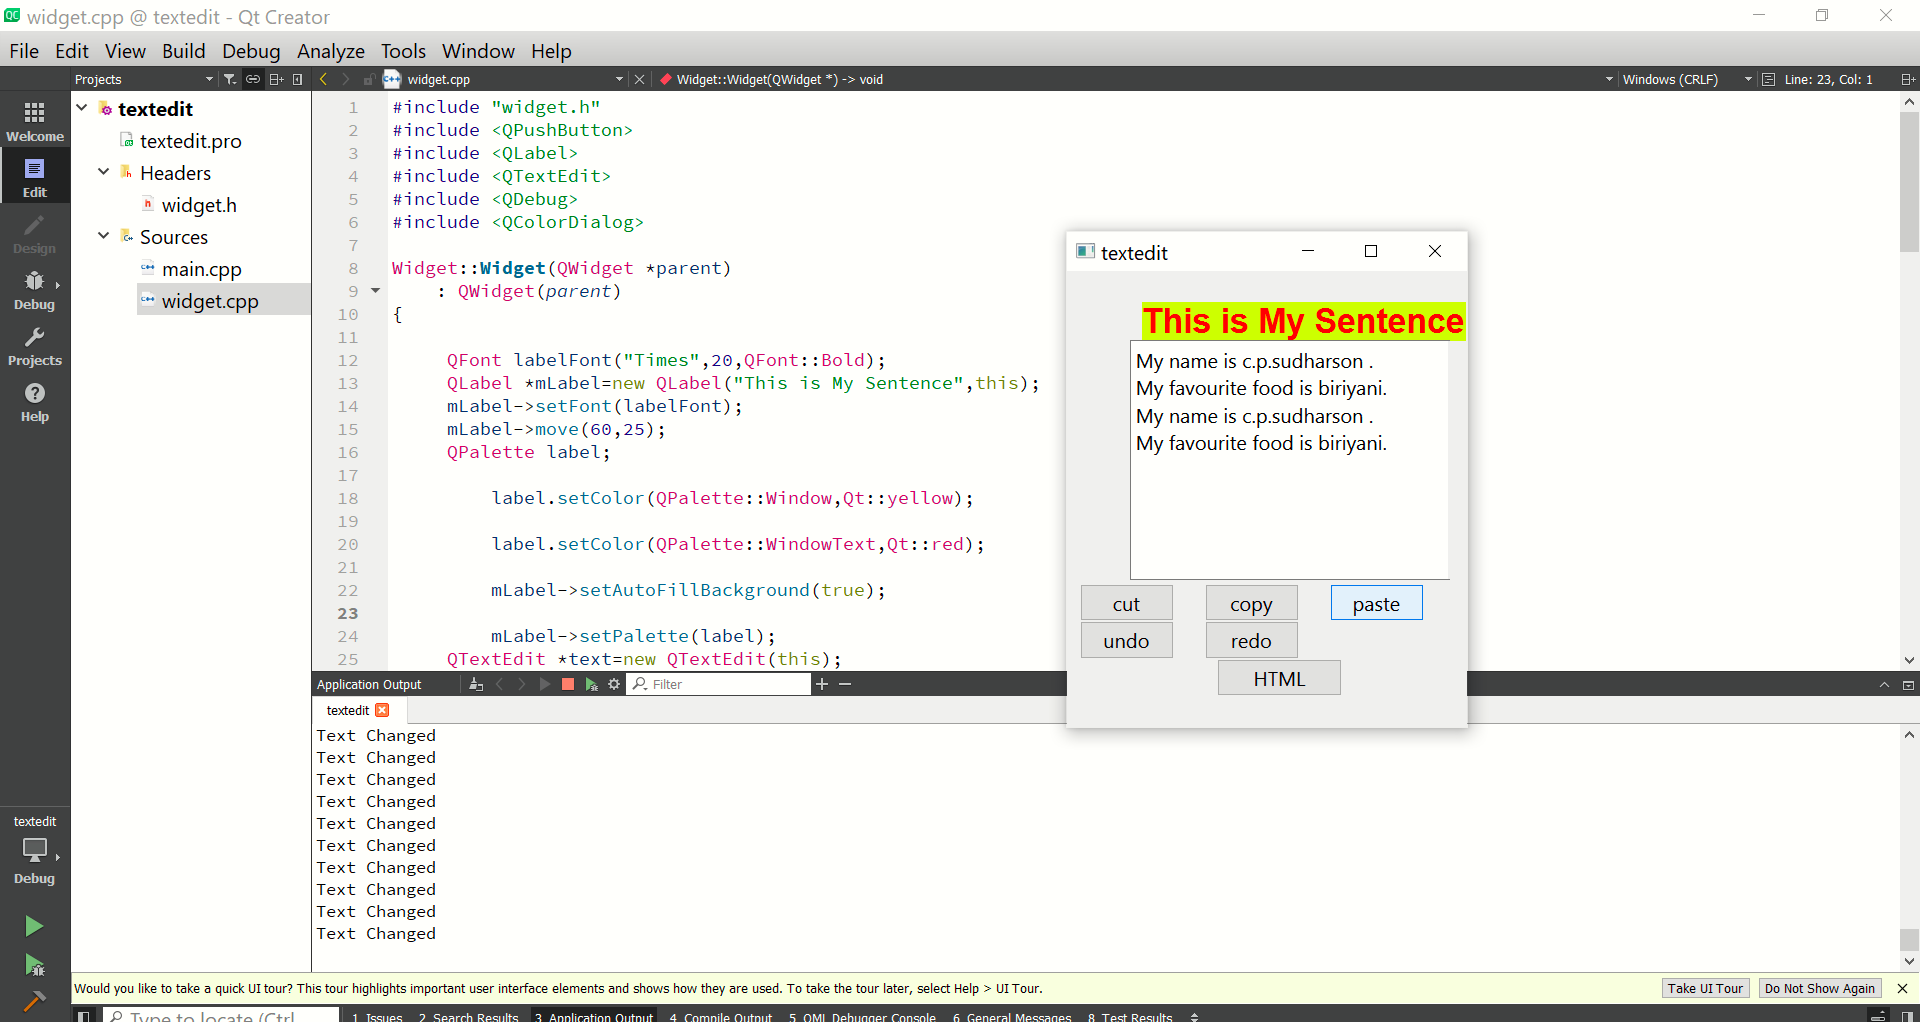 widget.cpp @ textedit - Qt Creator
File Edit View Build Debug Analyze Tools Window Help
Projects
widget.cpp
Widget::Widget(QWidget *) -> void
Windows (CRLF)
Line: 23, Col: 1
Welcome
Edit
Design
Debug
Projects
Help
textedit
Debug
textedit
textedit.pro
Headers
widget.h
Sources
main.cpp
widget.cpp
1 #include "widget.h"
2 #include <QPushButton>
3 #include <QLabel>
4 #include <QTextEdit>
5 #include <QDebug>
6 #include <QColorDialog>
7
8 Widget::Widget(QWidget *parent)
9 : QWidget(parent)
10 {
11
12 QFont labelFont("Times",20,QFont::Bold);
13 QLabel *mLabel=new QLabel("This is My Sentence",this);
14 mLabel->setFont(labelFont);
15 mLabel->move(60,25);
16 QPalette label;
17
18 label.setColor(QPalette::Window,Qt::yellow);
19
20 label.setColor(QPalette::WindowText,Qt::red);
21
22 mLabel->setAutoFillBackground(true);
23
24 mLabel->setPalette(label);
25 QTextEdit *text=new QTextEdit(this);
textedit
This is My Sentence
My name is c.p.sudharson .
My favourite food is biriyani.
My name is c.p.sudharson .
My favourite food is biriyani.
cut copy paste
undo redo
HTML
Application Output
Filter
textedit
Text Changed
Text Changed
Text Changed
Text Changed
Text Changed
Text Changed
Text Changed
Text Changed
Text Changed
Text Changed
Would you like to take a quick UI tour? This tour highlights important user interface elements and shows how they are used. To take the tour later, select Help > UI Tour.
Take UI Tour Do Not Show Again
Type to locate (Ctrl
1 Issues 2 Search Results 3 Application Output 4 Compile Output 5 QML Debugger Console 6 General Messages 8 Test Results